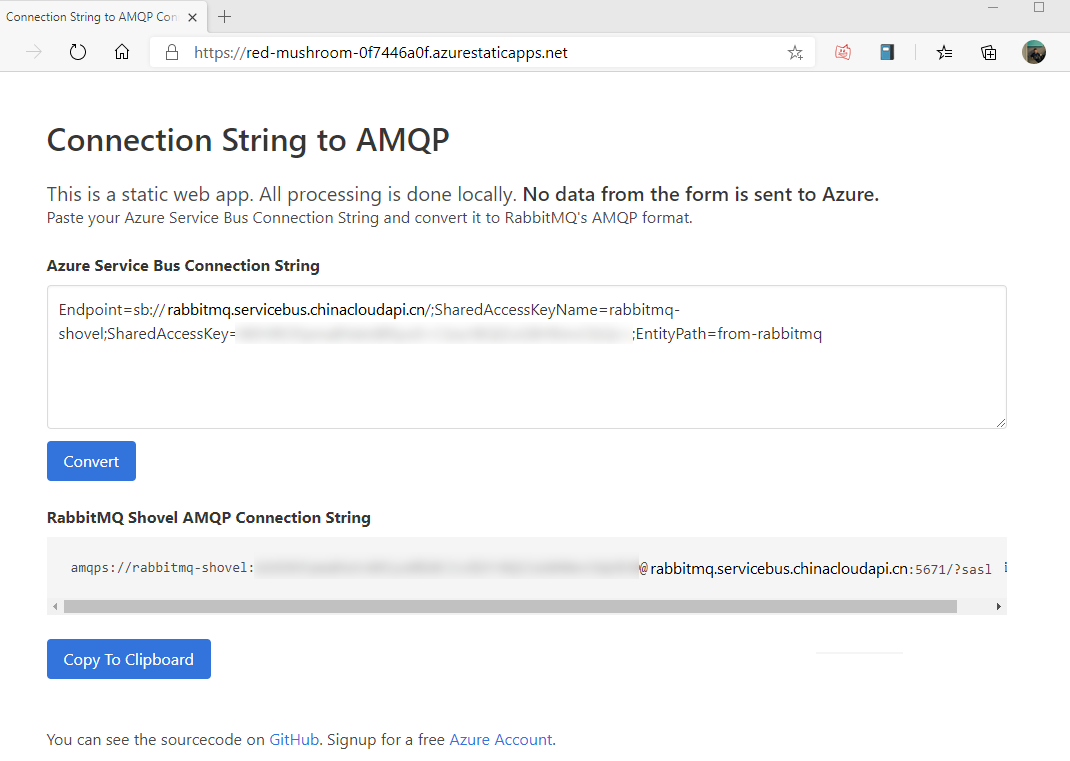 Connection String to AMQP Con
https://red-mushroom-0f7446a0f.azurestaticapps.net
Connection String to AMQP
This is a static web app. All processing is done locally. No data from the form is sent to Azure.
Paste your Azure Service Bus Connection String and convert it to RabbitMQ's AMQP format.
Azure Service Bus Connection String
Endpoint=sb://rabbitmq.servicebus.chinacloudapi.cn/;SharedAccessKeyName=rabbitmq-
shovel;SharedAccessKey= ;EntityPath=from-rabbitmq
Convert
RabbitMQ Shovel AMQP Connection String
amqps://rabbitmq-shovel: @rabbitmq.servicebus.chinacloudapi.cn:5671/?sasl
Copy To Clipboard
You can see the sourcecode on GitHub. Signup for a free Azure Account.